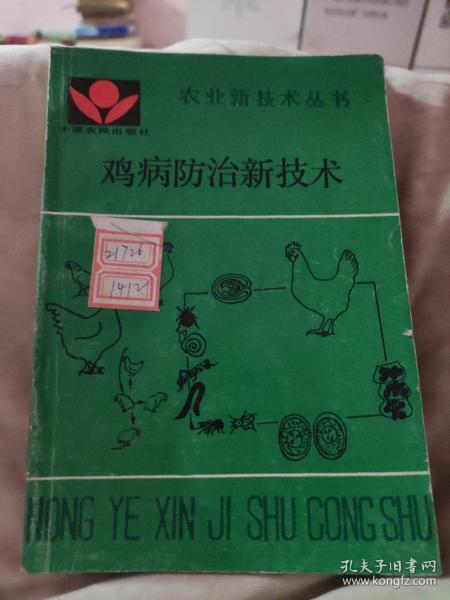 农业新技术丛书
中原农民出版社
鸡病防治新技术
21726
1412
NONG YE XIN JI SHU CONG SHU
孔夫子旧书网
www.kongfz.com